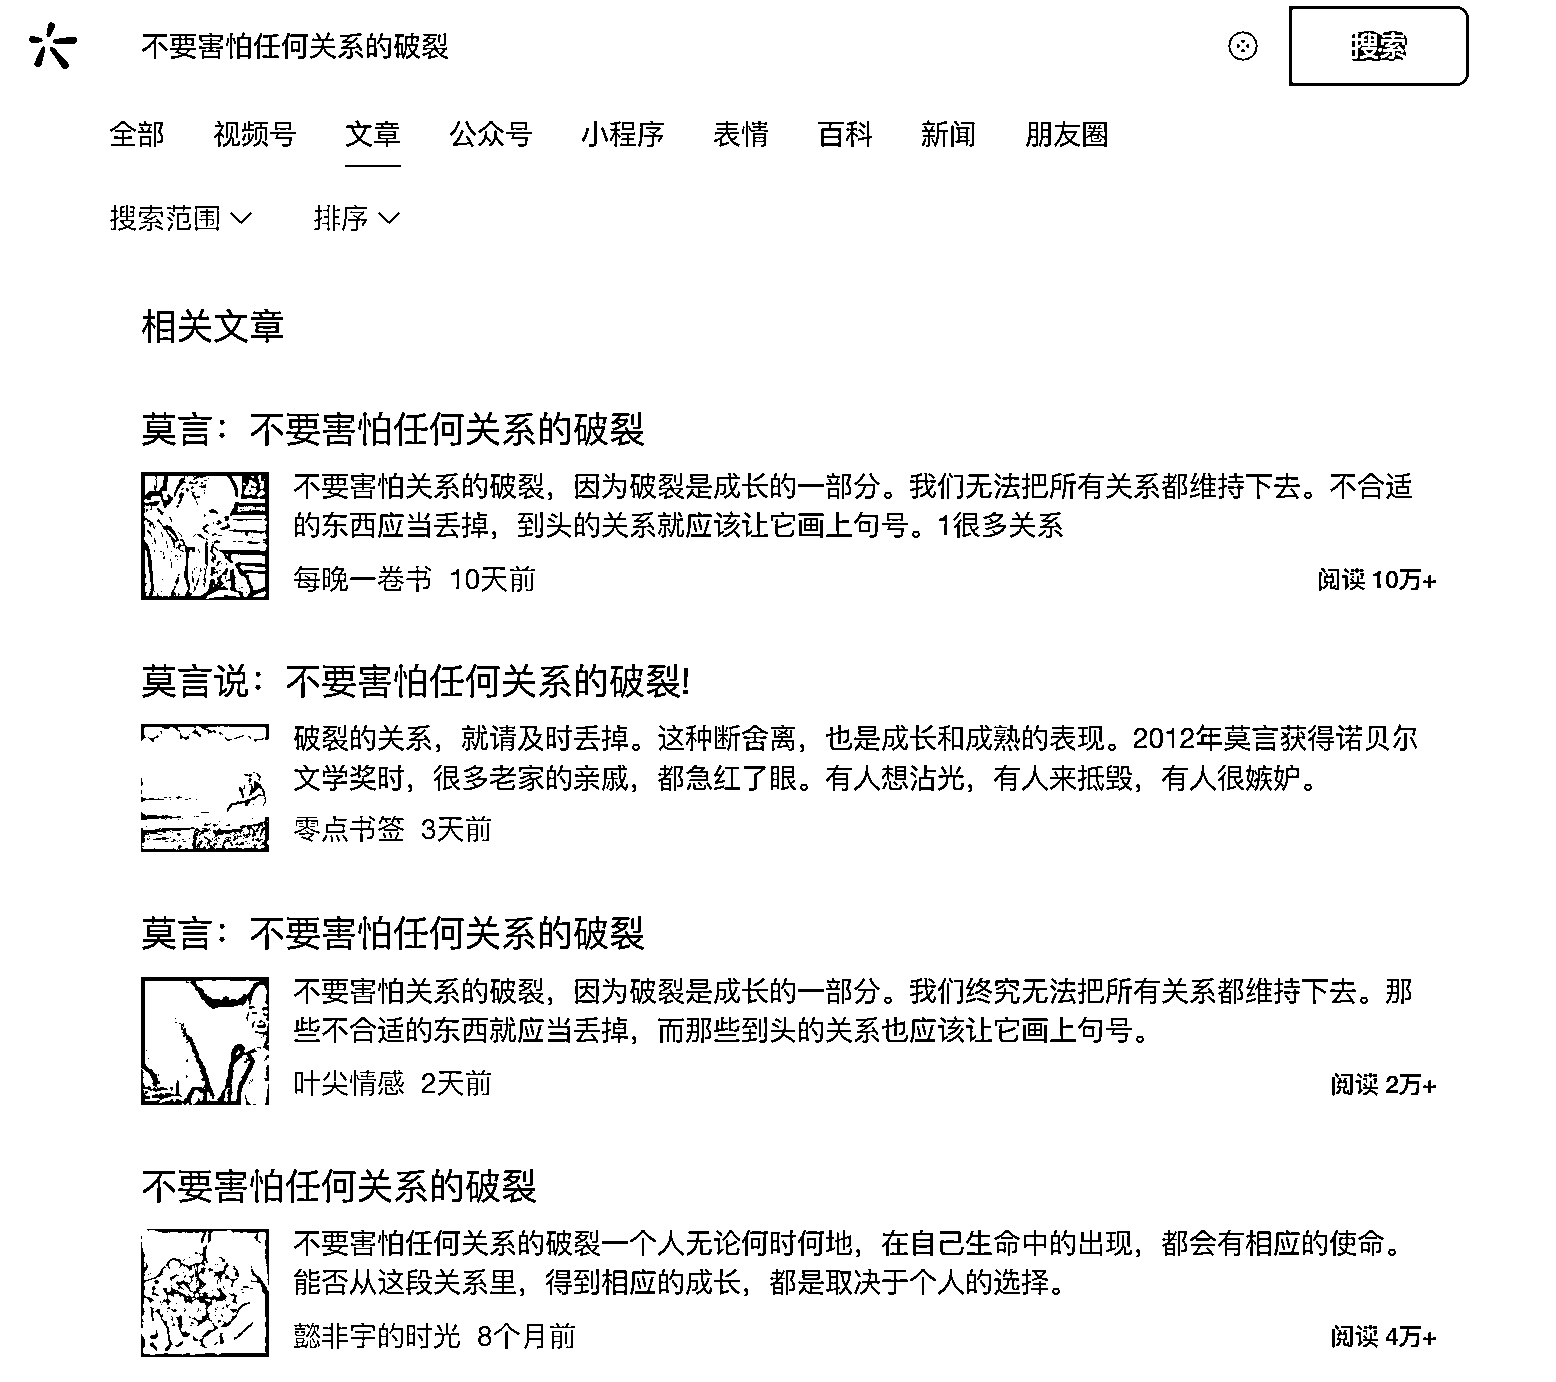 不要害怕任何关系的破裂
搜索
全部 视频号 文章 公众号 小程序 表情 百科 新闻 朋友圈
搜索范围 排序
相关文章
莫言：不要害怕任何关系的破裂
不要害怕关系的破裂，因为破裂是成长的一部分。我们无法把所有关系都维持下去。不合适
的东西应当丢掉，到头的关系就应该让它画上句号。1很多关系
每晚一卷书 10天前
阅读 10万+
莫言说：不要害怕任何关系的破裂!
破裂的关系，就请及时丢掉。这种断舍离，也是成长和成熟的表现。2012年莫言获得诺贝尔
文学奖时，很多老家的亲戚，都急红了眼。有人想沾光，有人来抵毁，有人很嫉妒。
零点书签 3天前
莫言：不要害怕任何关系的破裂
不要害怕关系的破裂，因为破裂是成长的一部分。我们终究无法把所有关系都维持下去。那
些不合适的东西就应当丢掉，而那些到头的关系也应该让它画上句号。
叶尖情感 2天前
阅读 2万+
不要害怕任何关系的破裂
不要害怕任何关系的破裂一个人无论何时何地，在自己生命中的出现，都会有相应的使命。
能否从这段关系里，得到相应的成长，都是取决于个人的选择。
懿非宇的时光 8个月前
阅读 4万+